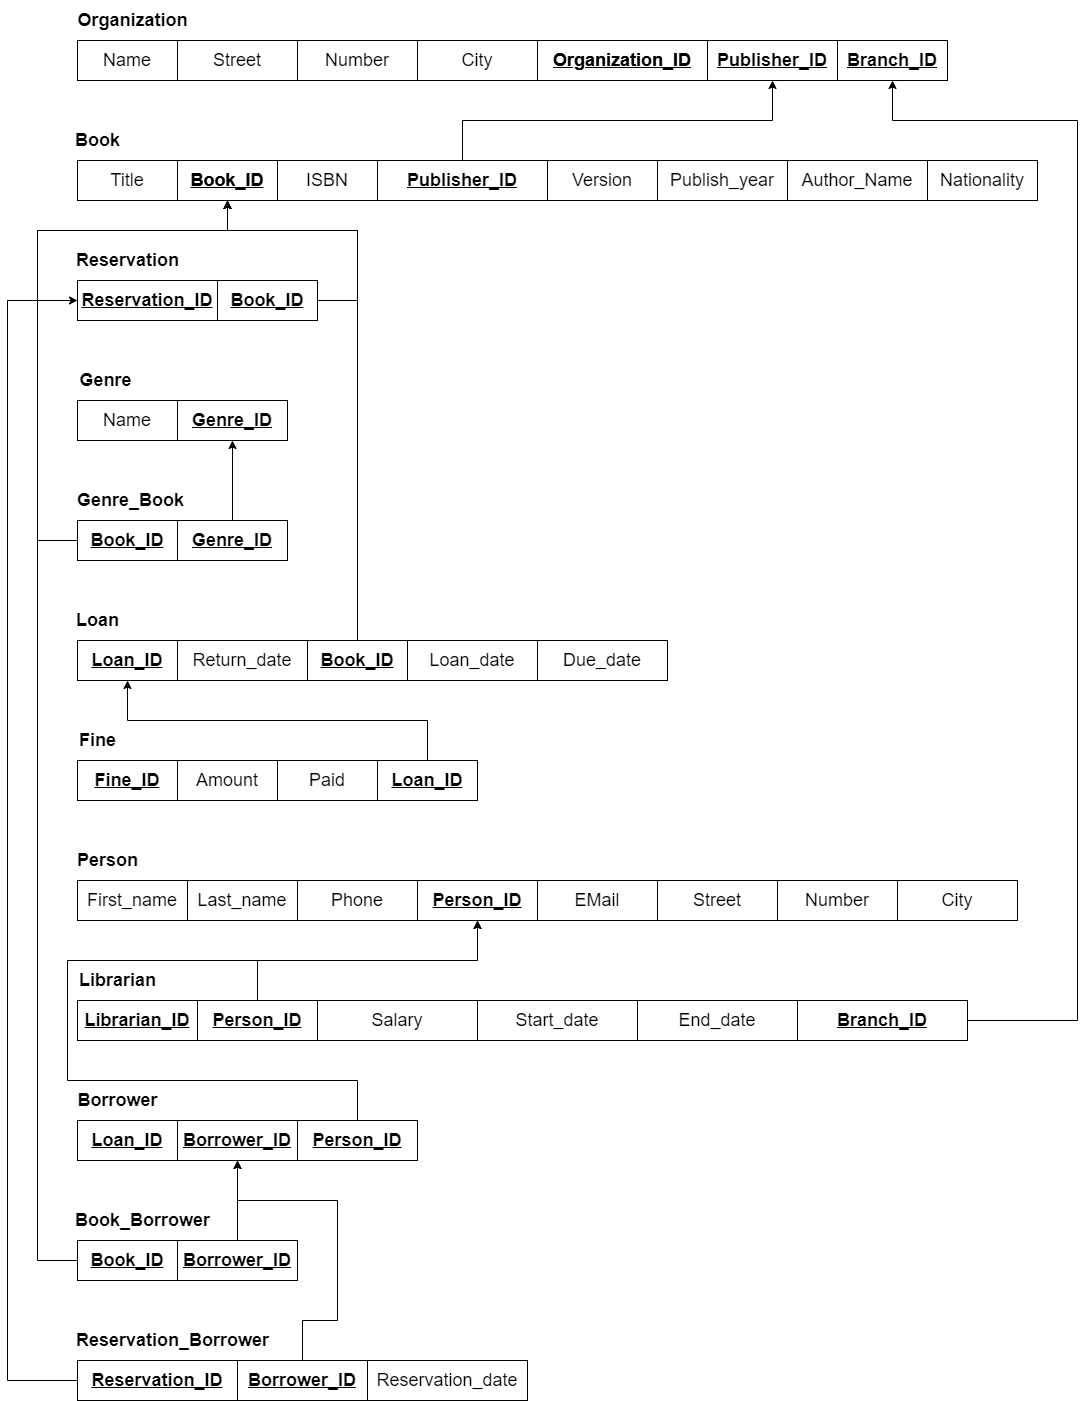 Organization
Name Street Number City Organization_ID Publisher_ID Branch_ID
Book
Title Book_ID ISBN Publisher_ID Version Publish_year Author_Name Nationality
Reservation
Reservation_ID Book_ID
Genre
Name Genre_ID
Genre_Book
Book_ID Genre_ID
Loan
Loan_ID Return_date Book_ID Loan_date Due_date
Fine
Fine_ID Amount Paid Loan_ID
Person
First_name Last_name Phone Person_ID EMail Street Number City
Librarian
Librarian_ID Person_ID Salary Start_date End_date Branch_ID
Borrower
Loan_ID Borrower_ID Person_ID
Book_Borrower
Book_ID Borrower_ID
Reservation_Borrower
Reservation_ID Borrower_ID Reservation_date